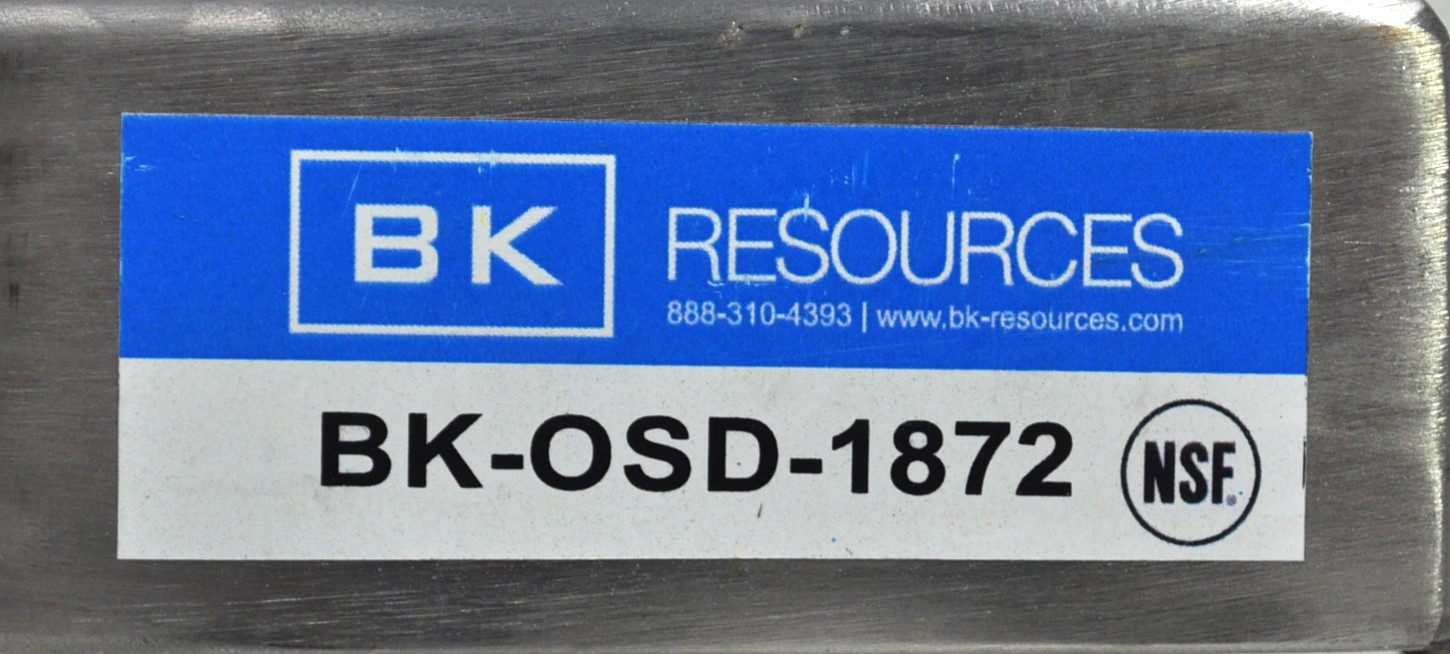 BK RESOURCES
888-310-4393 | www.bk-resources.com
BK-OSD-1872 NSF®